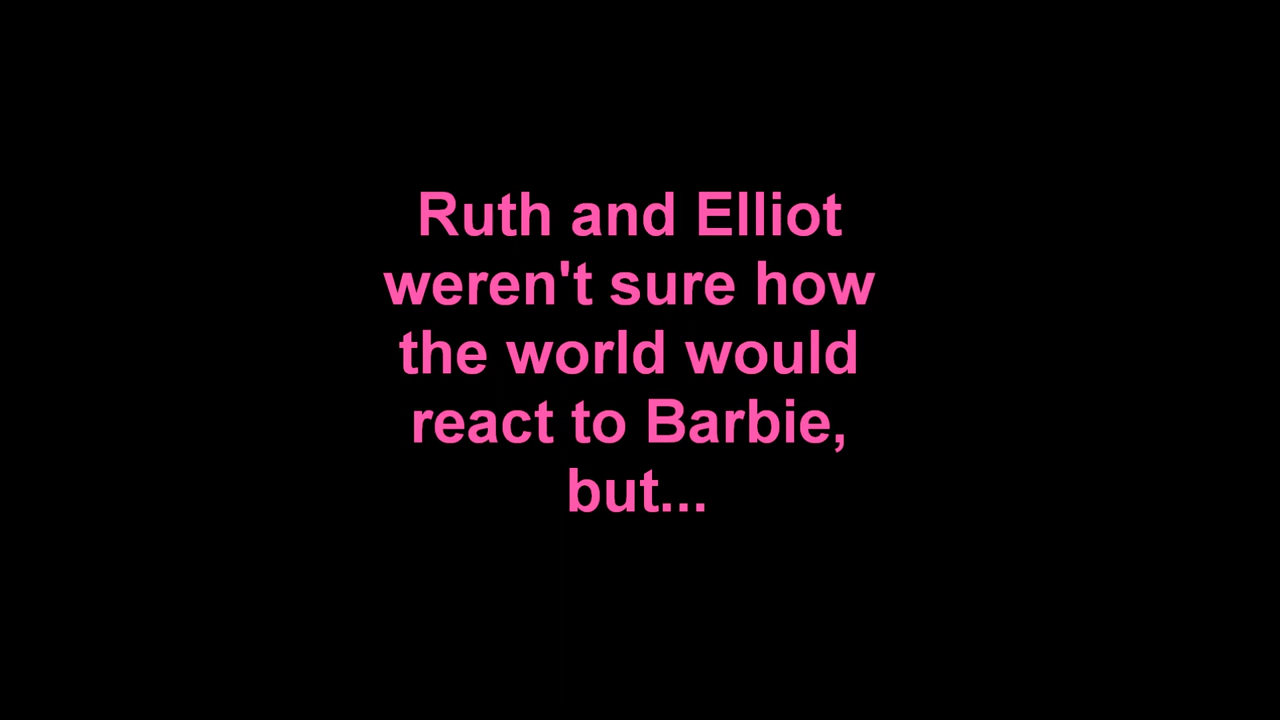 Ruth and Elliot
weren't sure how
the world would
react to Barbie,
but...